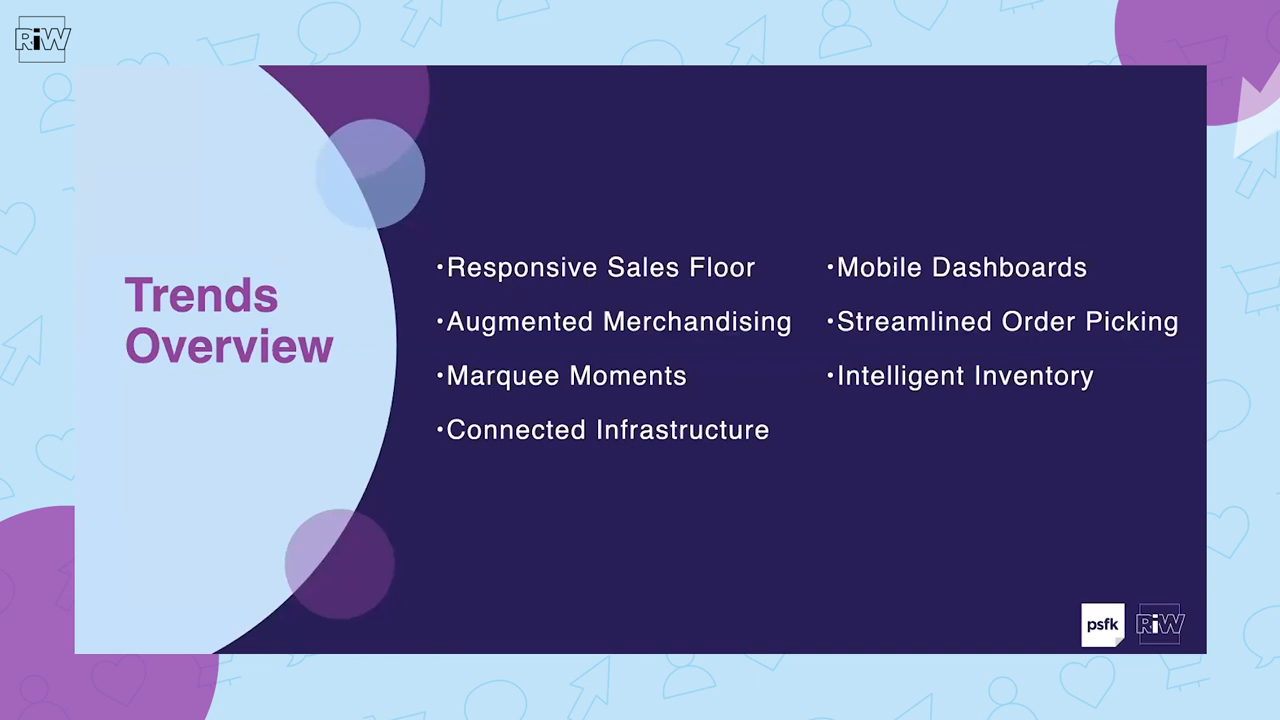 RiW
Trends
Overview
•Responsive Sales Floor
•Augmented Merchandising
•Marquee Moments
•Connected Infrastructure
•Mobile Dashboards
•Streamlined Order Picking
•Intelligent Inventory
psfk
RiW